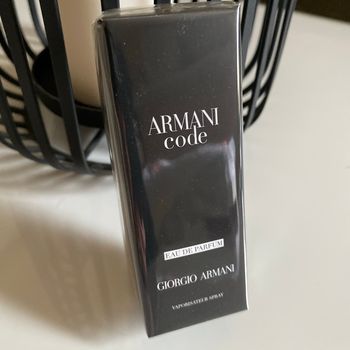 ARMANI
code
EAU DE PARFUM
GIORGIO ARMANI
VAPORISATEUR SPRAY